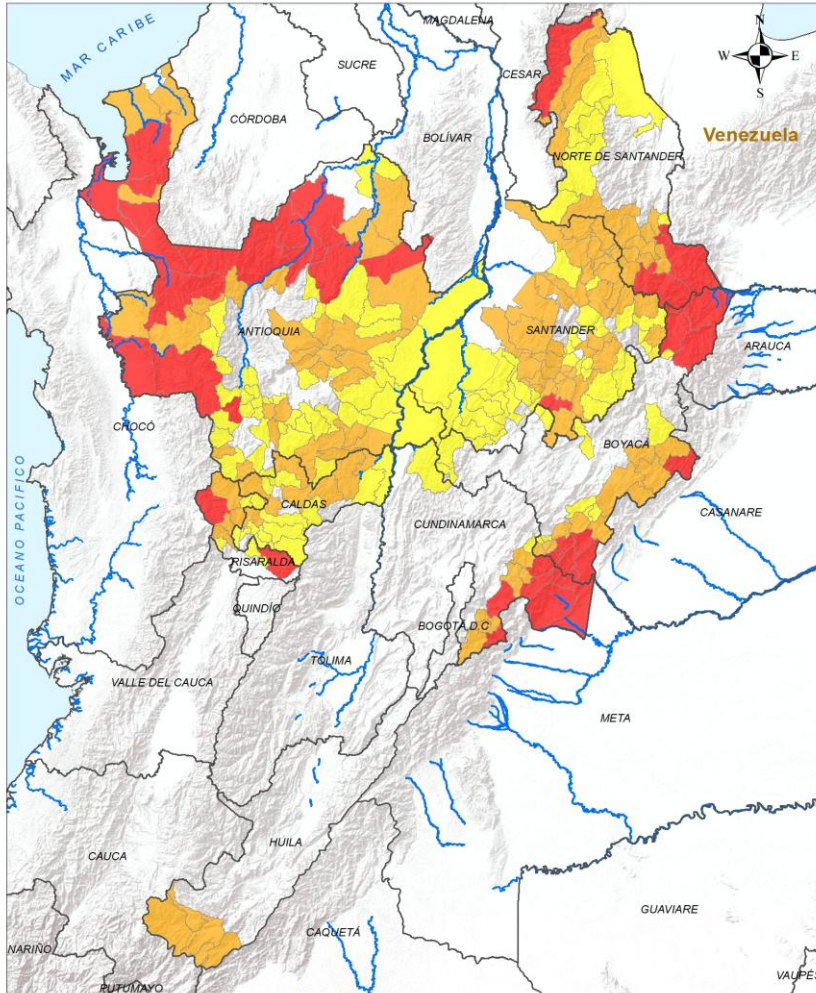 MAGDALENA
N
W E
S
MAR CARIBE
SUCRE
CESAR
CÓRDOBA
BOLÍVAR
Venezuela
NORTE DE SANTANDER
ANTIOQUIA
SANTANDER
ARAUCA
CHOCÓ
BOYACÁ
OCEANO PACIFICO
CALDAS
CASANARE
CUNDINAMARCA
RISARALDA
QUINDÍO
BOGOTÁ, D.C
TOLIMA
VALLE DEL CAUCA
META
HUILA
CAUCA
GUAVIARE
CAQUETÁ
NARIÑO
PUTUMAYO
VAUPÉS